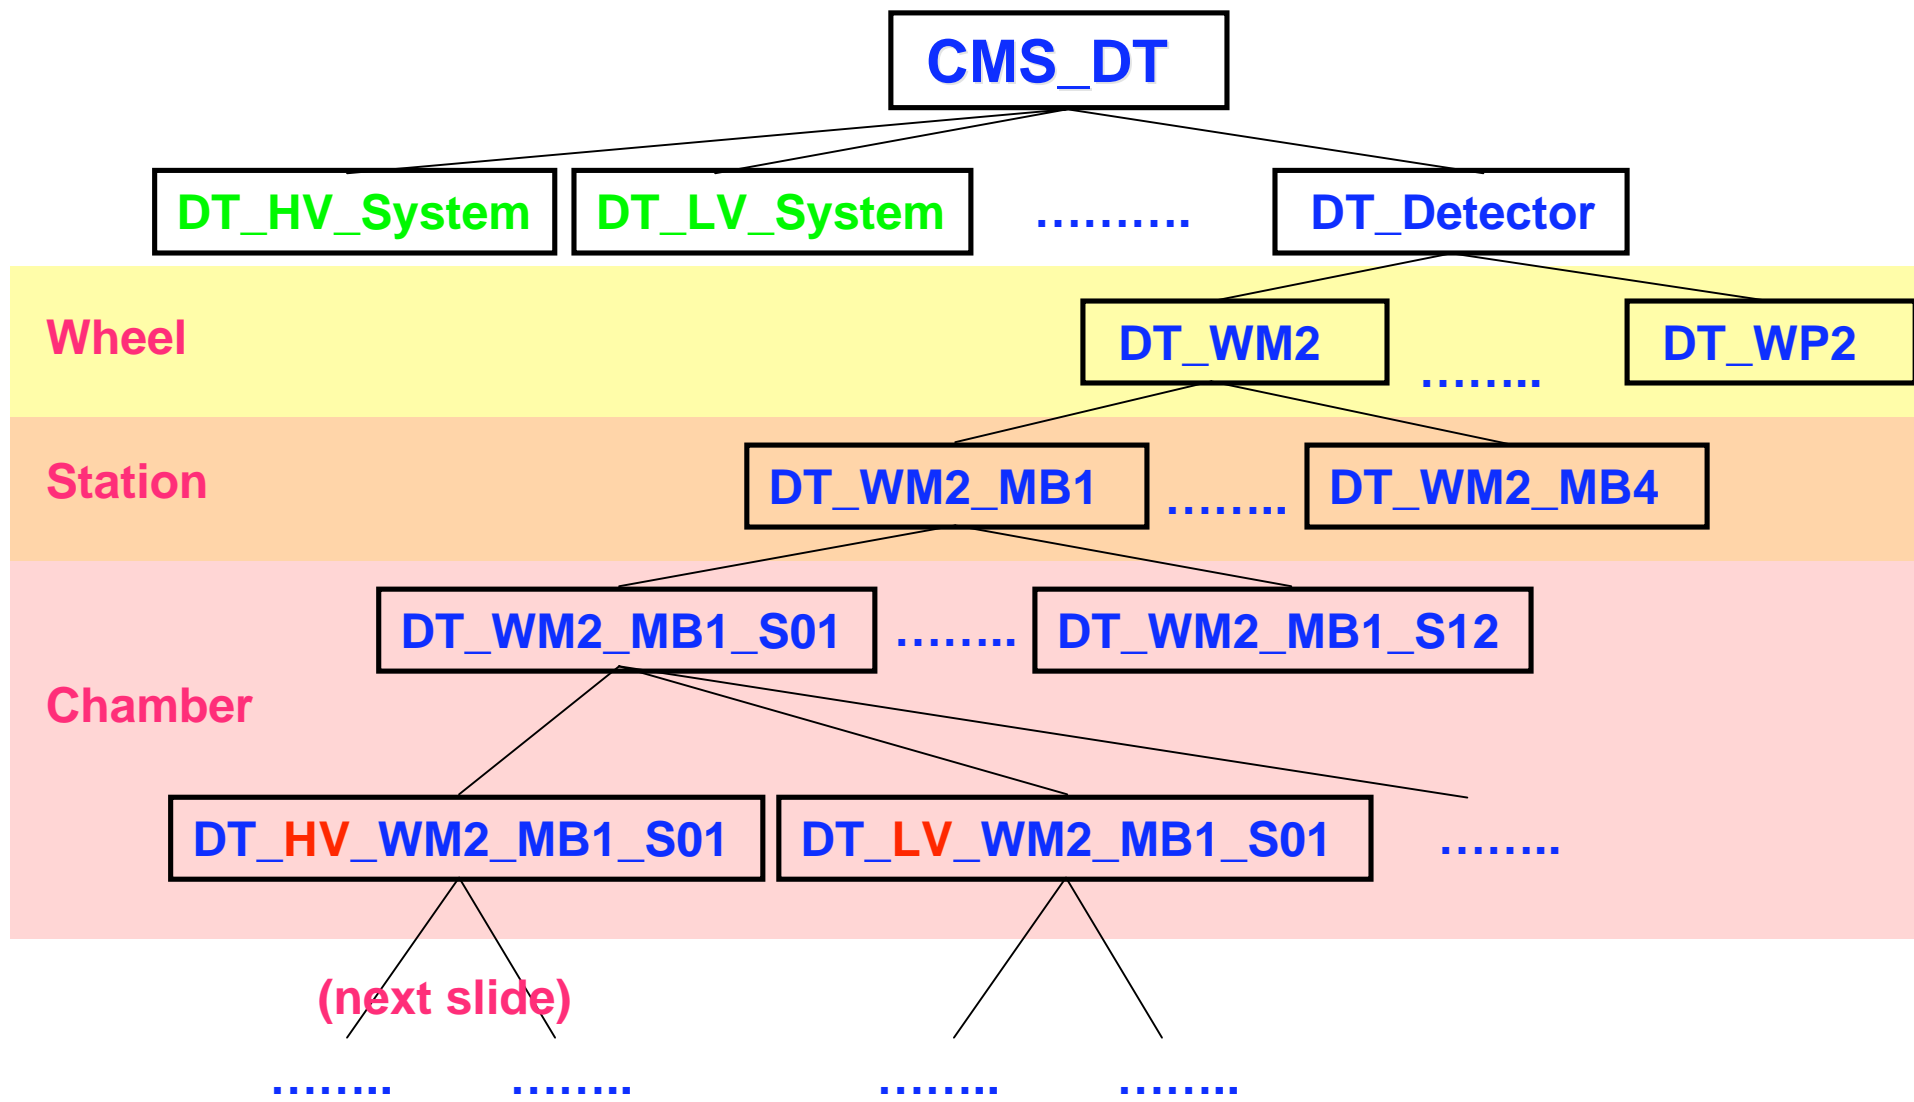 CMS_DT
DT_HV_System DT_LV_System ………. DT_Detector
Wheel DT_WM2 …….. DT_WP2
Station DT_WM2_MB1 …….. DT_WM2_MB4
DT_WM2_MB1_S01 …….. DT_WM2_MB1_S12
Chamber
DT_HV_WM2_MB1_S01 DT_LV_WM2_MB1_S01 ……..
(next slide)
…….. …….. …….. ……..